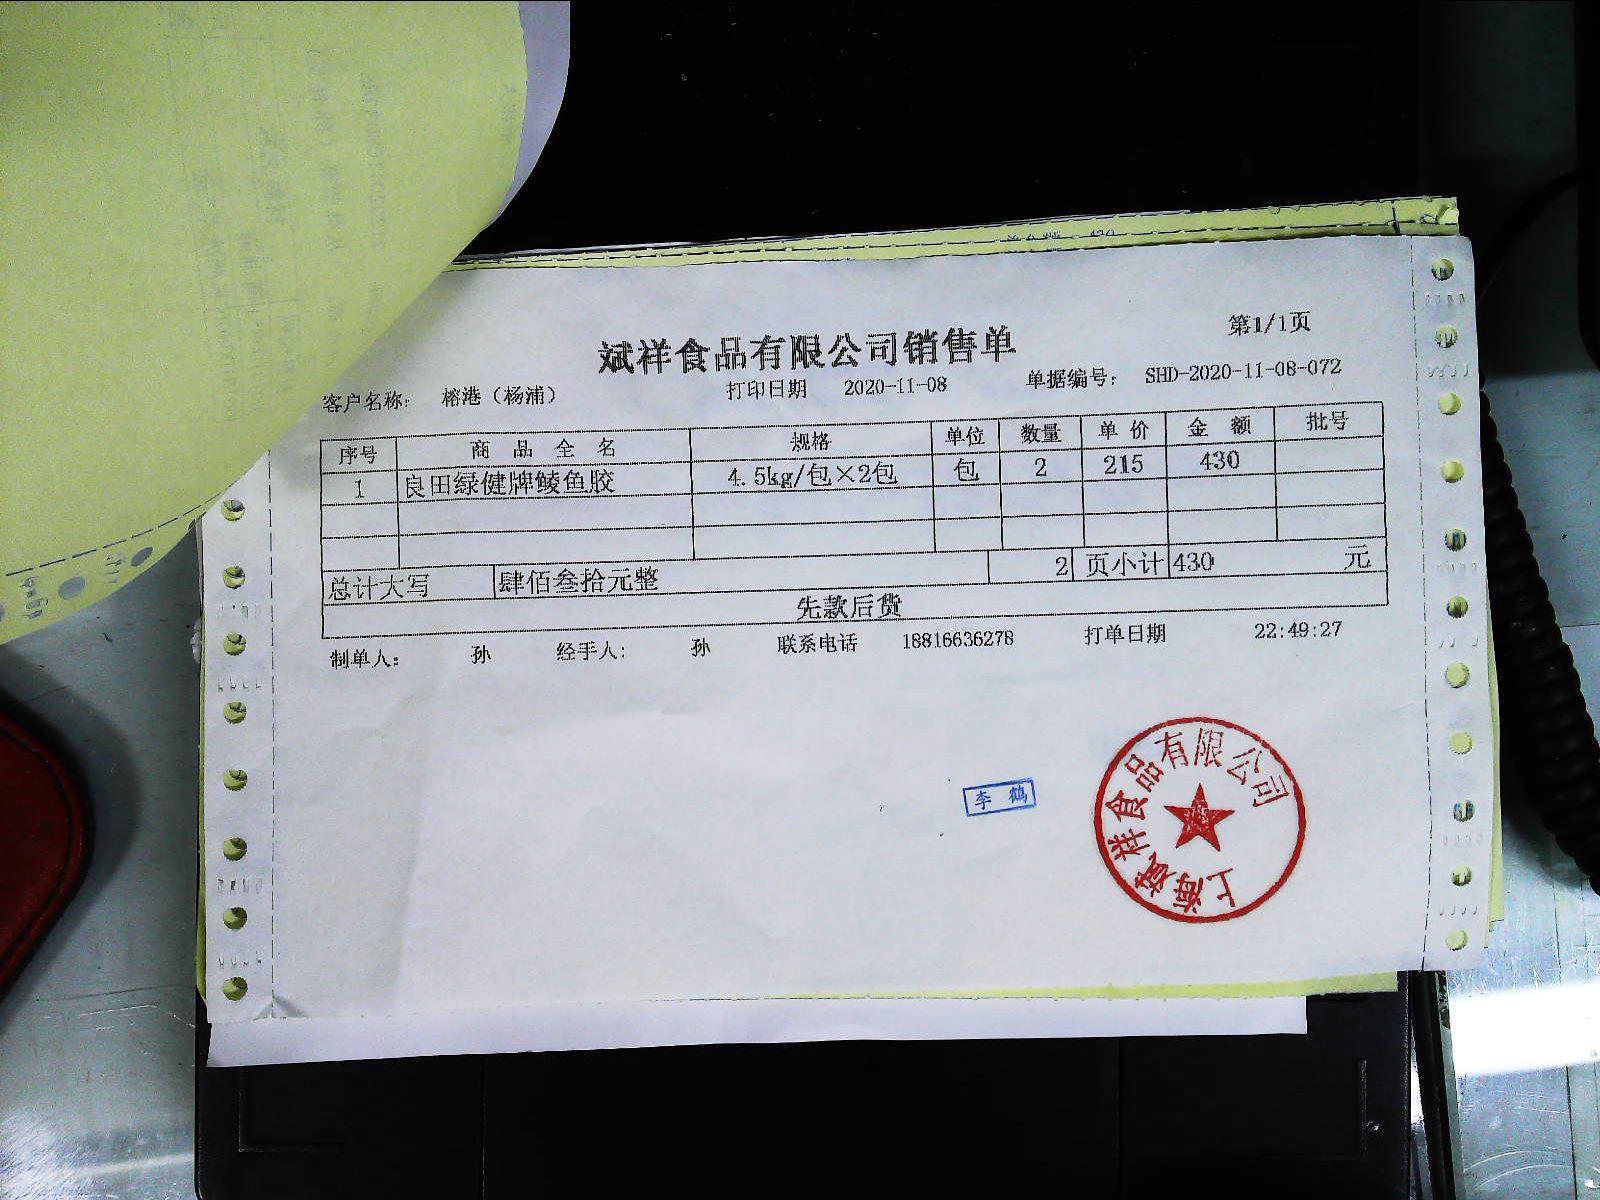 第1/1页
斌祥食品有限公司销售单
客户名称: 榕港（杨浦） 打印日期 2020-11-08 单据编号: SHD-2020-11-08-072
序号 商品全名 规格 单位 数量 单价 金额 批号
1 良田绿健牌鲮鱼胶 4.5kg/包×2包 包 2 215 430
总计大写 肆佰叁拾元整 2 页小计 430 元
先款后货
制单人: 孙 经手人: 孙 联系电话 18816636278 打单日期 22:49:27
李鹤
上海斌祥食品有限公司